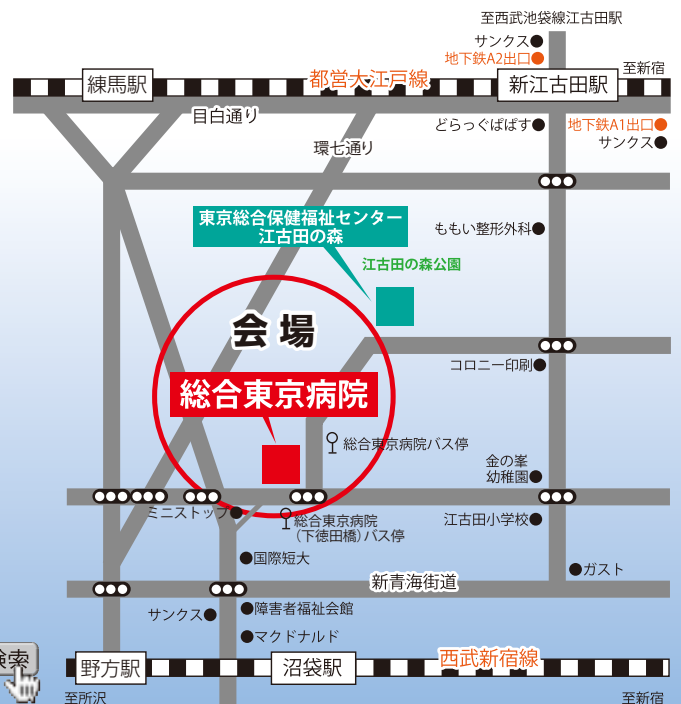 至西武池袋線江古田駅
サンクス
地下鉄A2出口
都営大江戸線
至新宿
練馬駅
新江古田駅
目白通り
どらっぐぱぱす
地下鉄A1出口
サンクス
環七通り
東京総合保健福祉センター
江古田の森
ももい整形外科
江古田の森公園
会場
コロニー印刷
総合東京病院
総合東京病院バス停
金の峯
幼稚園
ミニストップ
総合東京病院
（下徳田橋）バス停
江古田小学校
国際短大
ガスト
新青海街道
サンクス
障害者福祉会館
マクドナルド
検索
野方駅
沼袋駅
西武新宿線
至所沢
至新宿